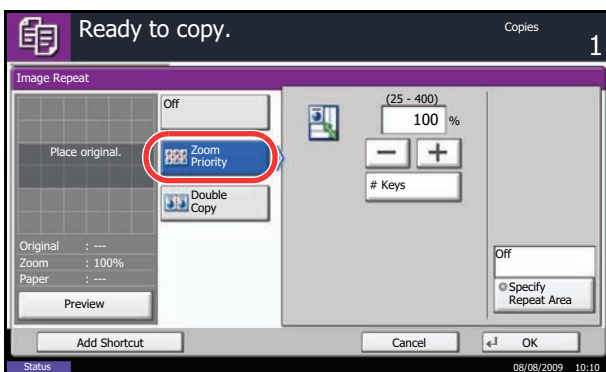 Ready to copy.
Copies
1
Image Repeat
Place original.
Original : ---
Zoom : 100%
Paper : ---
Preview
Off
Zoom
Priority
Double
Copy
(25 - 400)
100 %
# Keys
Off
Specify
Repeat Area
Add Shortcut
Cancel
OK
Status
08/08/2009 10:10